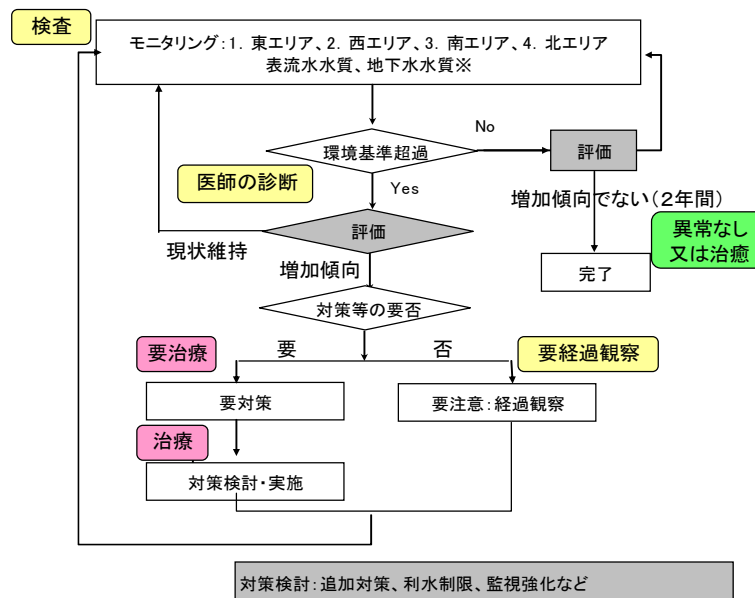 検査
モニタリング：1. 東エリア、2. 西エリア、3. 南エリア、4. 北エリア
表流水水質、地下水水質※
No
環境基準超過
評価
医師の診断
Yes
増加傾向でない（２年間）
評価
異常なし
又は治癒
現状維持
増加傾向
完了
対策等の要否
要治療
要
否
要経過観察
要対策
要注意：経過観察
治療
対策検討・実施
対策検討：追加対策、利水制限、監視強化など